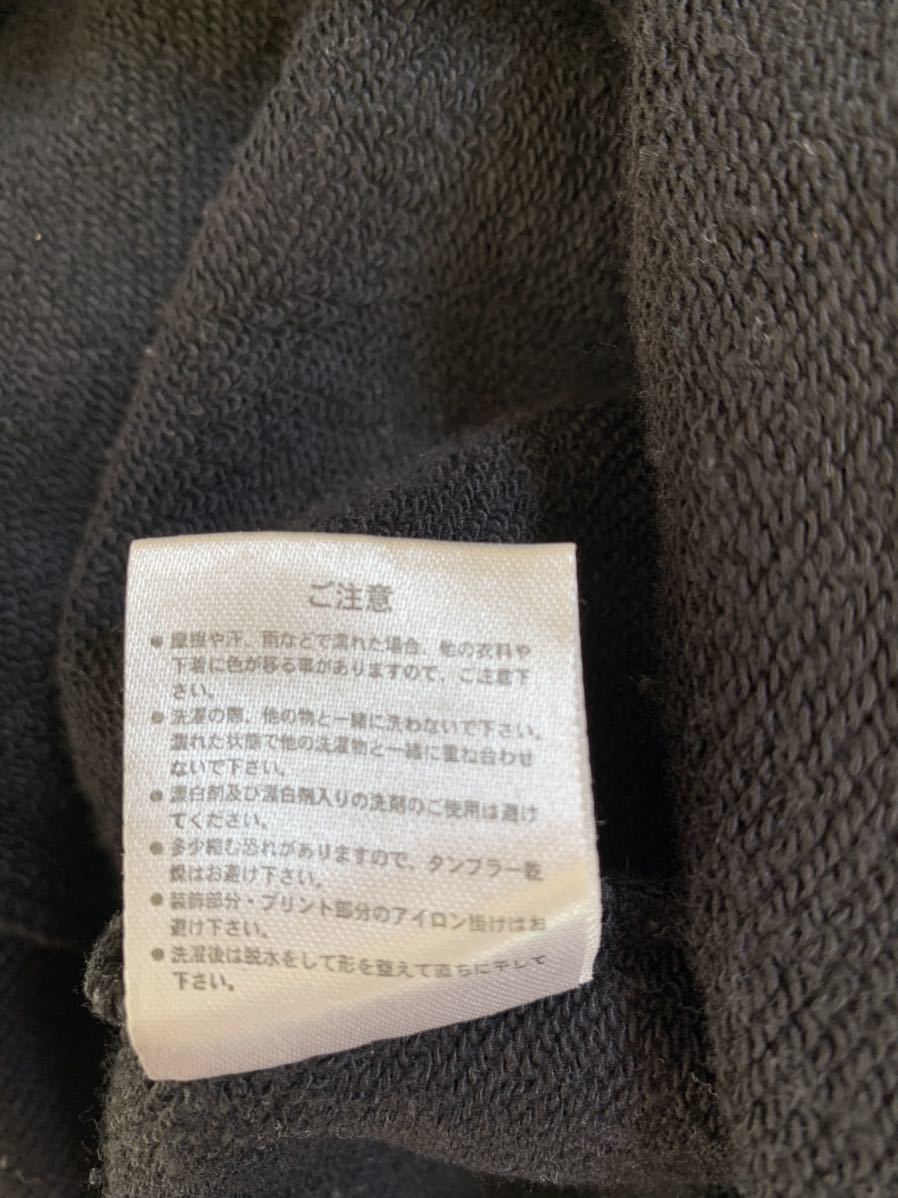 ご注意
●摩擦や汗、雨などで濡れた場合、他の衣料や
下着に色が移る事がありますので、ご注意下
さい。
●洗濯の際、他の物と一緒に洗わないで下さい。
濡れた状態で他の洗濯物と一緒に重ね合わせ
ないで下さい。
●漂白剤及び漂白剤入りの洗剤のご使用は避け
てください。
●多少縮む恐れがありますので、タンブラー乾
燥はお避け下さい。
●装飾部分・プリント部分のアイロン掛けはお
避け下さい。
●洗濯後は脱水をして形を整えて直ちに干して
下さい。